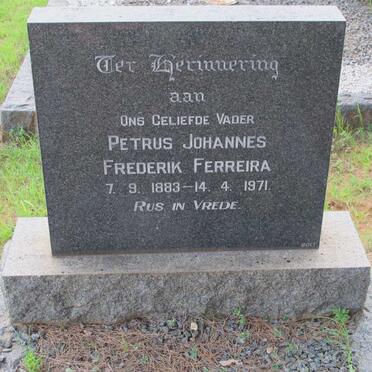 Ter Herinnering
aan
ONS GELIEFDE VADER
PETRUS JOHANNES
FREDERIK FERREIRA
7. 9. 1883–14. 4. 1971.
RUS IN VREDE.